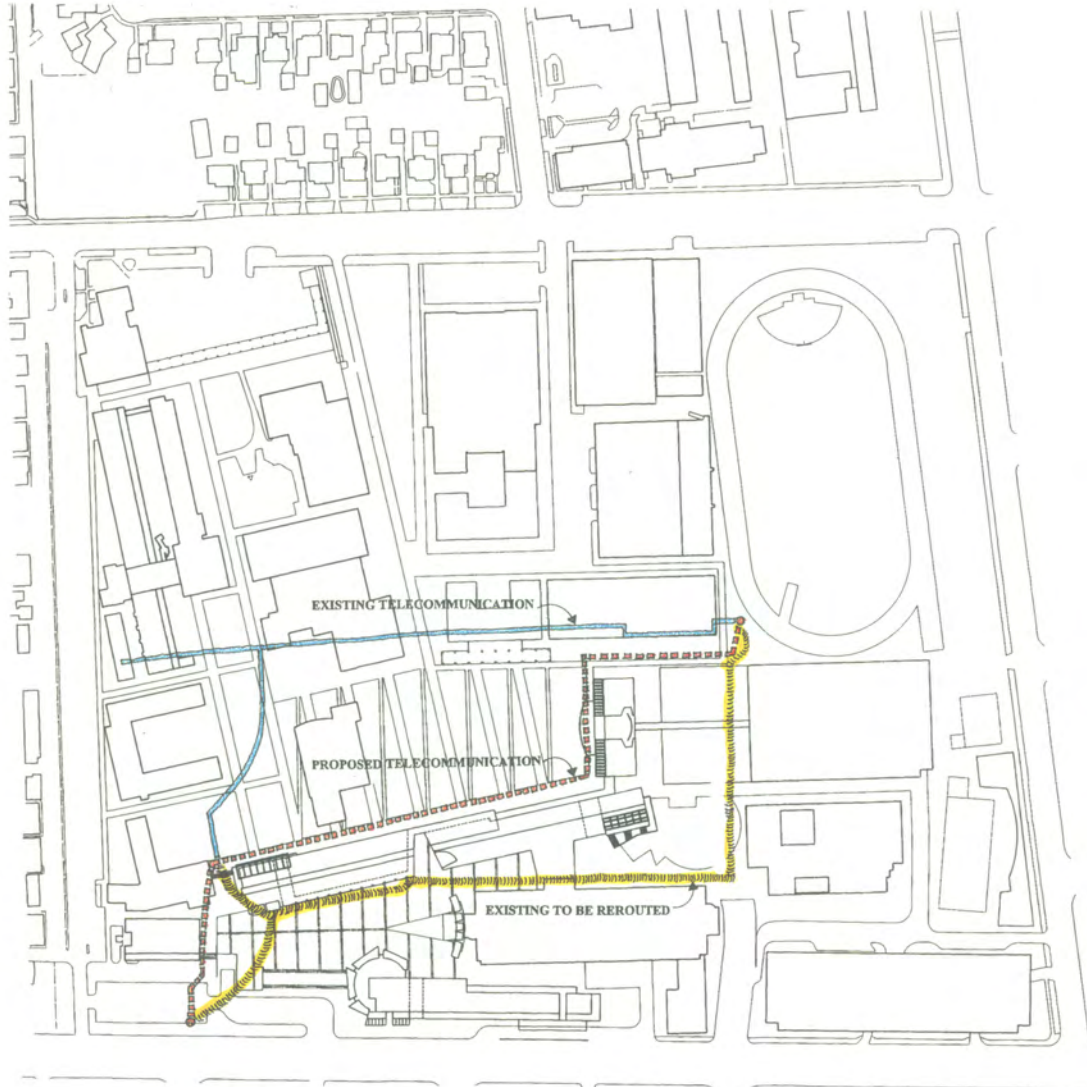 EXISTING TELECOMMUNICATION
PROPOSED TELECOMMUNICATION
EXISTING TO BE REROUTED